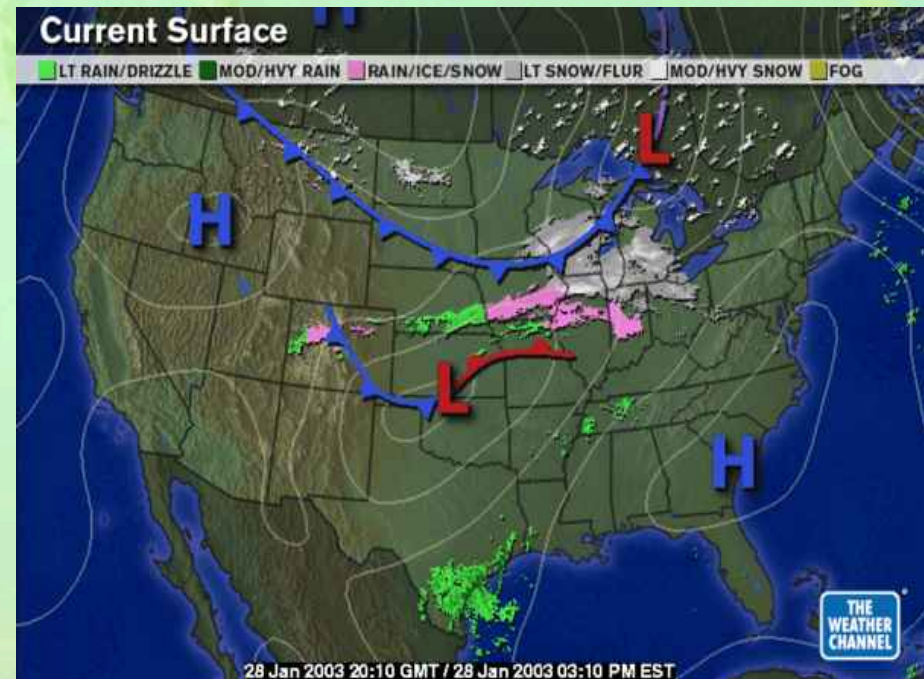 H
Current Surface
LT RAIN/DRIZZLE MOD/HVY RAIN RAIN/ICE/SNOW LT SNOW/FLUR MOD/HVY SNOW FOG
L
H
L
H
THE
WEATHER
CHANNEL
28 Jan 2003 20:10 GMT / 28 Jan 2003 03:10 PM EST